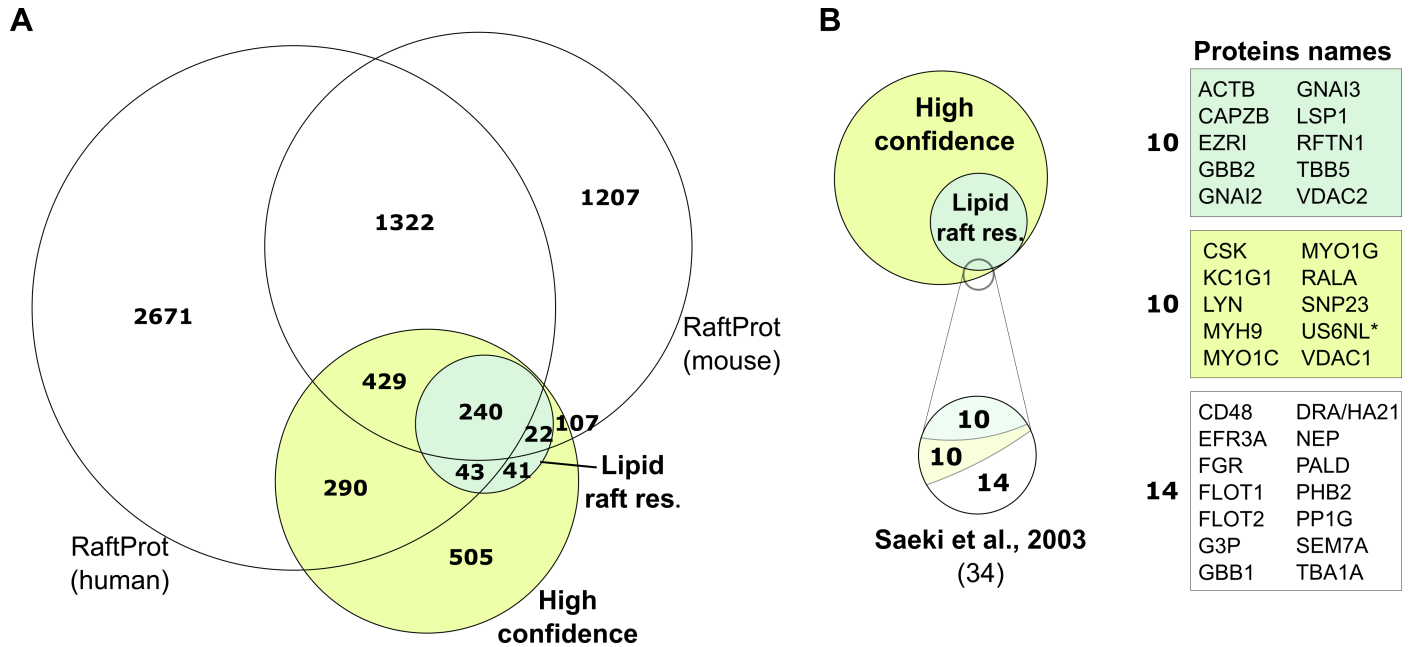 A
1322
1207
2671
RaftProt
(mouse)
429
240
107
22
43
41
Lipid
raft res.
290
RaftProt
(human)
505
High
confidence
B
High
confidence
Lipid
raft res.
10
10
14
Saeki et al., 2003
(34)
Proteins names
10
ACTB GNAI3
CAPZB LSP1
EZRI RFTN1
GBB2 TBB5
GNAI2 VDAC2
10
CSK MYO1G
KC1G1 RALA
LYN SNP23
MYH9 US6NL*
MYO1C VDAC1
14
CD48 DRA/HA21
EFR3A NEP
FGR PALD
FLOT1 PHB2
FLOT2 PP1G
G3P SEM7A
GBB1 TBA1A